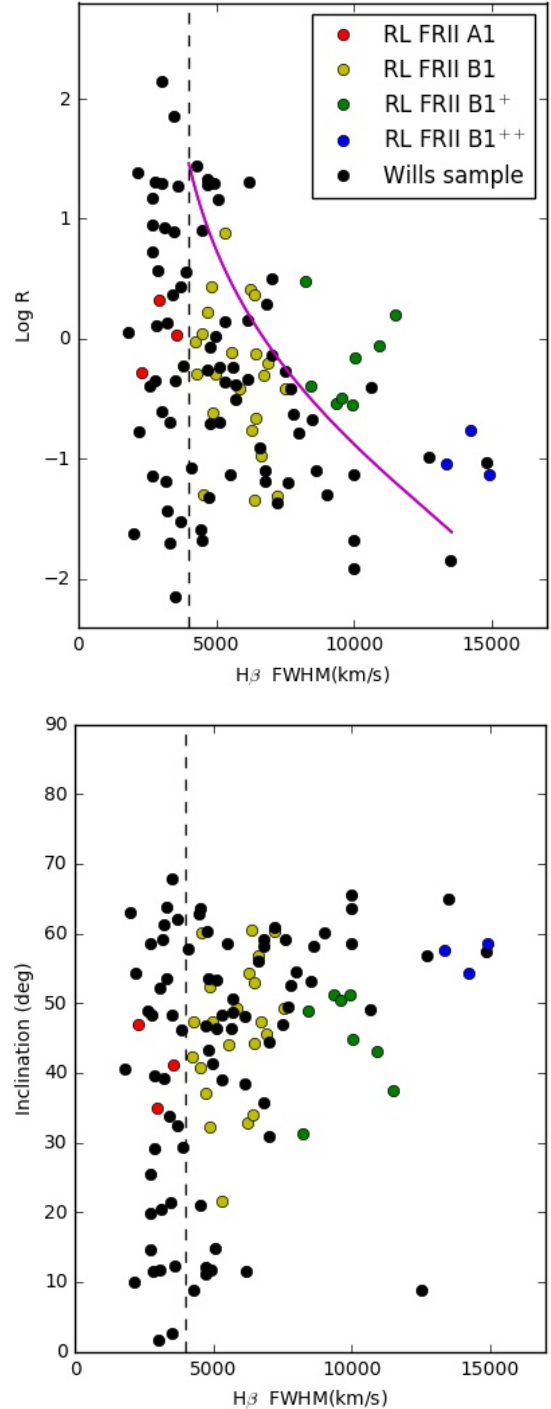 RL FRII A1
RL FRII B1
RL FRII B1⁺
RL FRII B1⁺⁺
Wills sample
2
1
0
−1
−2
Log R
0 5000 10000 15000
Hβ FWHM(km/s)
90
80
70
60
50
40
30
20
10
0
Inclination (deg)
0 5000 10000 15000
Hβ FWHM(km/s)